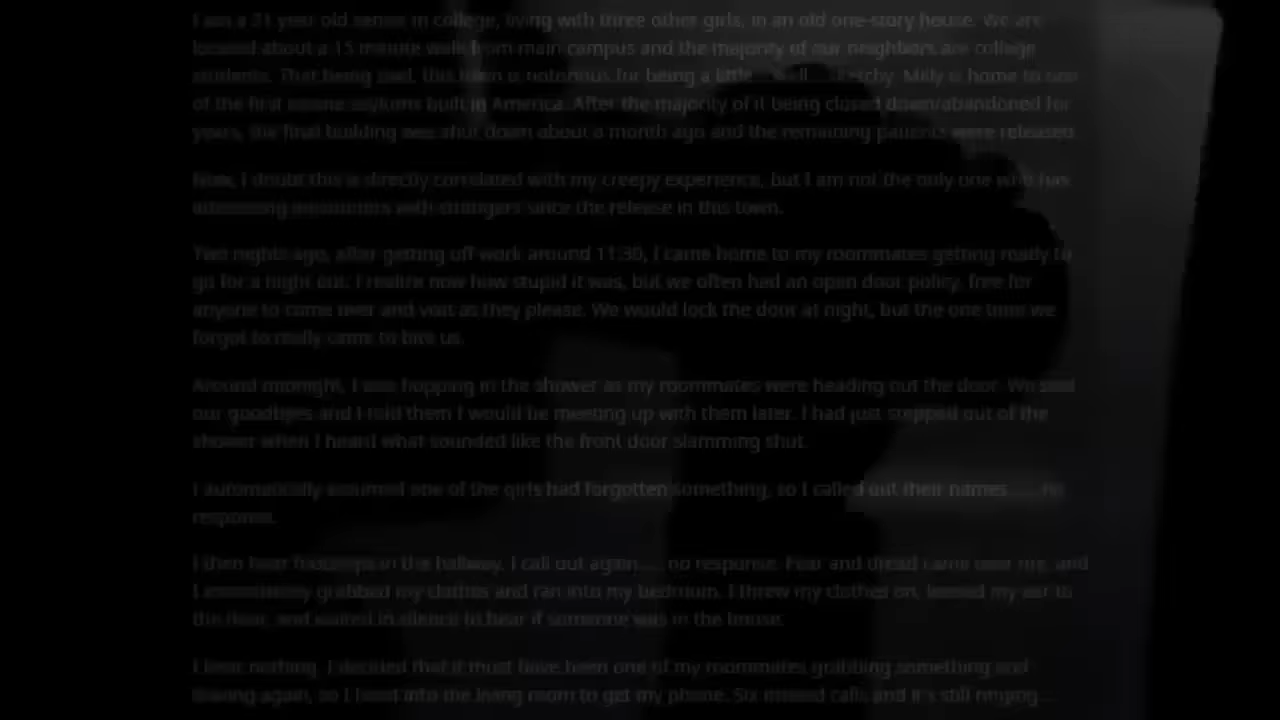 I am a 21 year old senior in college, living with three other girls, in an old one-story house. We are
located about a 15 minute walk from main campus and the majority of our neighbors are college
students. That being said, this town is notorious for being a little well sketchy. Milly is home to one
of the first insane asylums built in America. After the majority of it being closed down/abandoned for
years, the final building was shut down about a month ago and the remaining patients were released.
Now, I doubt this is directly correlated with my creepy experience, but I am not the only one who has
encounters with strangers since the release in this town.
Two nights ago, after getting off work around 11:30, I came home to my roommates getting ready to
go for a night out. I realize now how stupid it was, but we often had an open door policy, free for
anyone to come over and visit as they please. We would lock the door at night, but the one time we
forgot to really came to bite us.
Around midnight, I was hopping in the shower as my roommates were heading out the door. We said
our goodbyes and I told them I would be meeting up with them later. I had just stepped out of the
shower when I heard what sounded like the front door slamming shut.
I automatically assumed one of the girls had forgotten something, so I called out their names..... no
response.
I then hear footsteps in the hallway. I call out again..... no response. Fear and dread came over me, and
I immediately grabbed my clothes and ran into my bedroom. I threw my clothes on, leaned my ear to
the door, and waited in silence to hear if someone was in the house.
I hear nothing. I decided that it must have been one of my roommates grabbing something and
leaving again, so I head into the living room to get my phone. Six missed calls and it's still ringing...